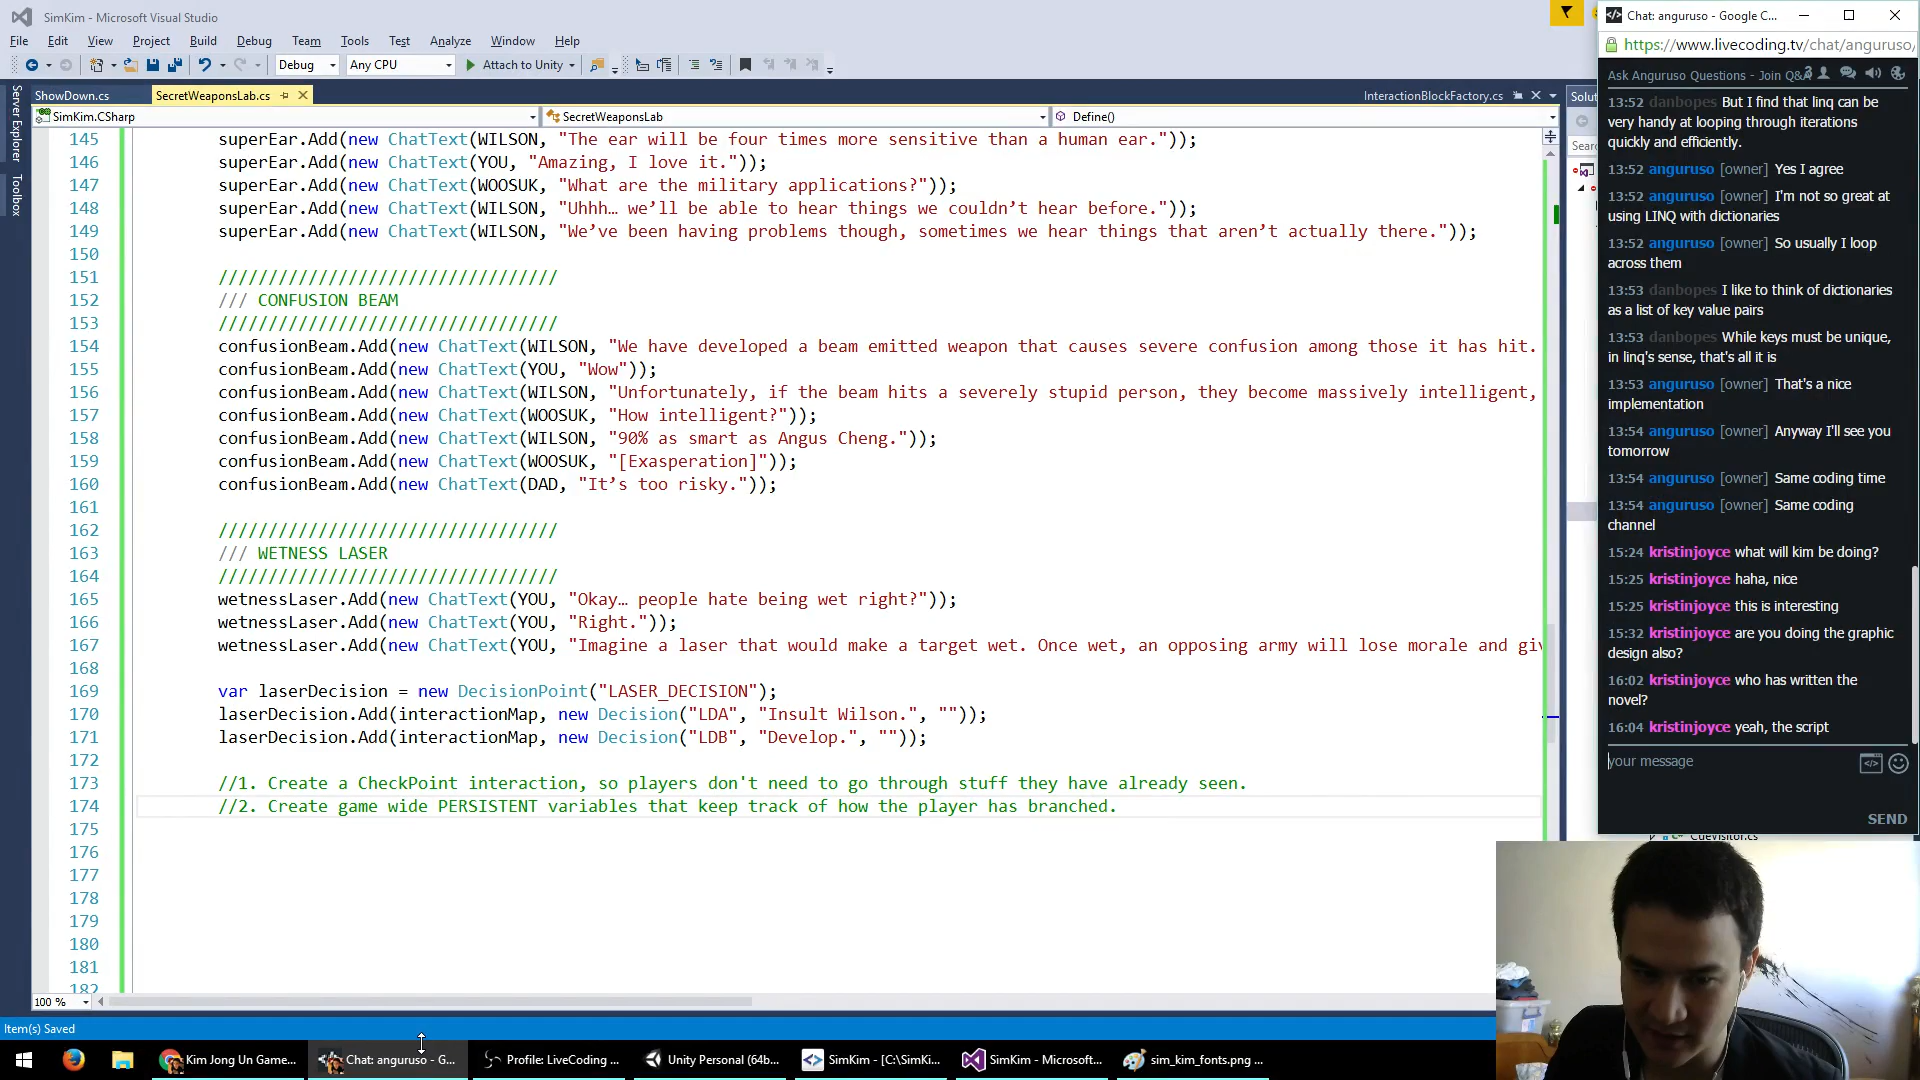 SimKim - Microsoft Visual Studio
File Edit View Project Build Debug Team Tools Test Analyze Window Help
Debug Any CPU Attach to Unity
ShowDown.cs SecretWeaponsLab.cs InteractionBlockFactory.cs
SimKim.CSharp SecretWeaponsLab Define()
Server Explorer
Toolbox
145 superEar.Add(new ChatText(WILSON, "The ear will be four times more sensitive than a human ear."));
146 superEar.Add(new ChatText(YOU, "Amazing, I love it."));
147 superEar.Add(new ChatText(WOOSUK, "What are the military applications?"));
148 superEar.Add(new ChatText(WILSON, "Uhhh… we’ll be able to hear things we couldn’t hear before."));
149 superEar.Add(new ChatText(WILSON, "We’ve been having problems though, sometimes we hear things that aren’t actually there."));
150
151 //////////////////////////////////
152 /// CONFUSION BEAM
153 //////////////////////////////////
154 confusionBeam.Add(new ChatText(WILSON, "We have developed a beam emitted weapon that causes severe confusion among those it has hit.
155 confusionBeam.Add(new ChatText(YOU, "Wow"));
156 confusionBeam.Add(new ChatText(WILSON, "Unfortunately, if the beam hits a severely stupid person, they become massively intelligent,
157 confusionBeam.Add(new ChatText(WOOSUK, "How intelligent?"));
158 confusionBeam.Add(new ChatText(WILSON, "90% as smart as Angus Cheng."));
159 confusionBeam.Add(new ChatText(WOOSUK, "[Exasperation]"));
160 confusionBeam.Add(new ChatText(DAD, "It’s too risky."));
161
162 //////////////////////////////////
163 /// WETNESS LASER
164 //////////////////////////////////
165 wetnessLaser.Add(new ChatText(YOU, "Okay… people hate being wet right?"));
166 wetnessLaser.Add(new ChatText(YOU, "Right."));
167 wetnessLaser.Add(new ChatText(YOU, "Imagine a laser that would make a target wet. Once wet, an opposing army will lose morale and giv
168
169 var laserDecision = new DecisionPoint("LASER_DECISION");
170 laserDecision.Add(interactionMap, new Decision("LDA", "Insult Wilson.", ""));
171 laserDecision.Add(interactionMap, new Decision("LDB", "Develop.", ""));
172
173 //1. Create a CheckPoint interaction, so players don't need to go through stuff they have already seen.
174 //2. Create game wide PERSISTENT variables that keep track of how the player has branched.
175
176
177
178
179
180
181
182
100 %
Item(s) Saved
Solut
Sear
CueVisitor.cs
Chat: anguruso - Google C...
https://www.livecoding.tv/chat/anguruso/
Ask Anguruso Questions - Join Q&A
13:52 danbopes But I find that linq can be
very handy at looping through iterations
quickly and efficiently.
13:52 anguruso [owner] Yes I agree
13:52 anguruso [owner] I'm not so great at
using LINQ with dictionaries
13:52 anguruso [owner] So usually I loop
across them
13:53 danbopes I like to think of dictionaries
as a list of key value pairs
13:53 danbopes While keys must be unique,
in linq's sense, that's all it is
13:53 anguruso [owner] That's a nice
implementation
13:54 anguruso [owner] Anyway I'll see you
tomorrow
13:54 anguruso [owner] Same coding time
13:54 anguruso [owner] Same coding
channel
15:24 kristinjoyce what will kim be doing?
15:25 kristinjoyce haha, nice
15:25 kristinjoyce this is interesting
15:32 kristinjoyce are you doing the graphic
design also?
16:02 kristinjoyce who has written the
novel?
16:04 kristinjoyce yeah, the script
your message
SEND
Kim Jong Un Game... Chat: anguruso - G... Profile: LiveCoding ... Unity Personal (64b... SimKim - [C:\SimKi... SimKim - Microsoft... sim_kim_fonts.png ...